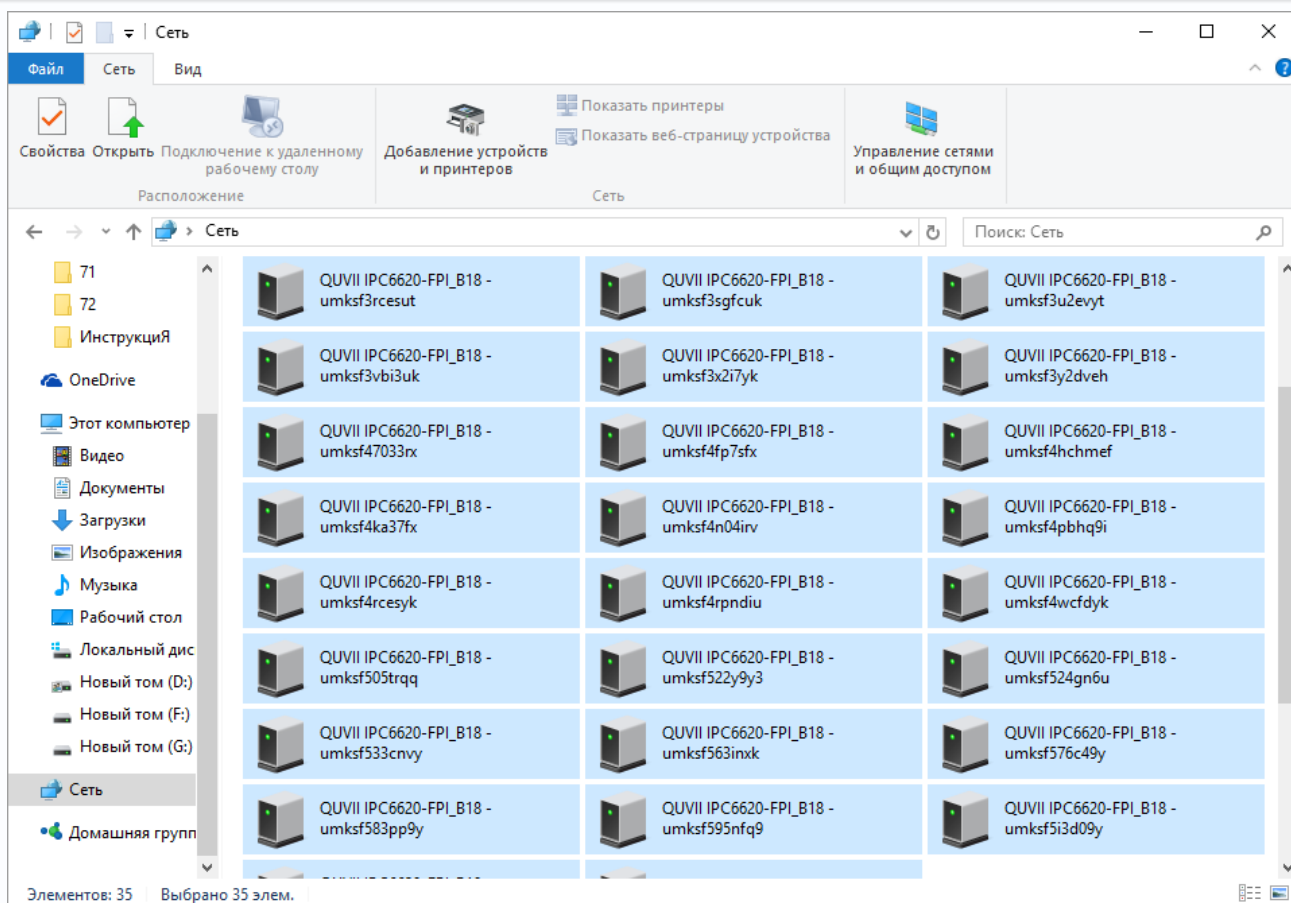 Сеть
Файл
Сеть
Вид
Свойства
Открыть
Подключение к удаленному
рабочему столу
Расположение
Добавление устройств
и принтеров
Показать принтеры
Показать веб-страницу устройства
Сеть
Управление сетями
и общим доступом
Сеть
Поиск: Сеть
71
72
ИнструкциЯ
OneDrive
Этот компьютер
Видео
Документы
Загрузки
Изображения
Музыка
Рабочий стол
Локальный дис
Новый том (D:)
Новый том (F:)
Новый том (G:)
Сеть
Домашняя групп
QUVII IPC6620-FPI_B18 -
umksf3rcesut
QUVII IPC6620-FPI_B18 -
umksf3sgfcuk
QUVII IPC6620-FPI_B18 -
umksf3u2evyt
QUVII IPC6620-FPI_B18 -
umksf3vbi3uk
QUVII IPC6620-FPI_B18 -
umksf3x2i7yk
QUVII IPC6620-FPI_B18 -
umksf3y2dveh
QUVII IPC6620-FPI_B18 -
umksf47033rx
QUVII IPC6620-FPI_B18 -
umksf4fp7sfx
QUVII IPC6620-FPI_B18 -
umksf4hchmef
QUVII IPC6620-FPI_B18 -
umksf4ka37fx
QUVII IPC6620-FPI_B18 -
umksf4n04irv
QUVII IPC6620-FPI_B18 -
umksf4pbhq9i
QUVII IPC6620-FPI_B18 -
umksf4rcesyk
QUVII IPC6620-FPI_B18 -
umksf4rpndiu
QUVII IPC6620-FPI_B18 -
umksf4wcfdyk
QUVII IPC6620-FPI_B18 -
umksf505trqq
QUVII IPC6620-FPI_B18 -
umksf522y9y3
QUVII IPC6620-FPI_B18 -
umksf524gn6u
QUVII IPC6620-FPI_B18 -
umksf533cnvy
QUVII IPC6620-FPI_B18 -
umksf563inxk
QUVII IPC6620-FPI_B18 -
umksf576c49y
QUVII IPC6620-FPI_B18 -
umksf583pp9y
QUVII IPC6620-FPI_B18 -
umksf595nfq9
QUVII IPC6620-FPI_B18 -
umksf5i3d09y
Элементов: 35
Выбрано 35 элем.